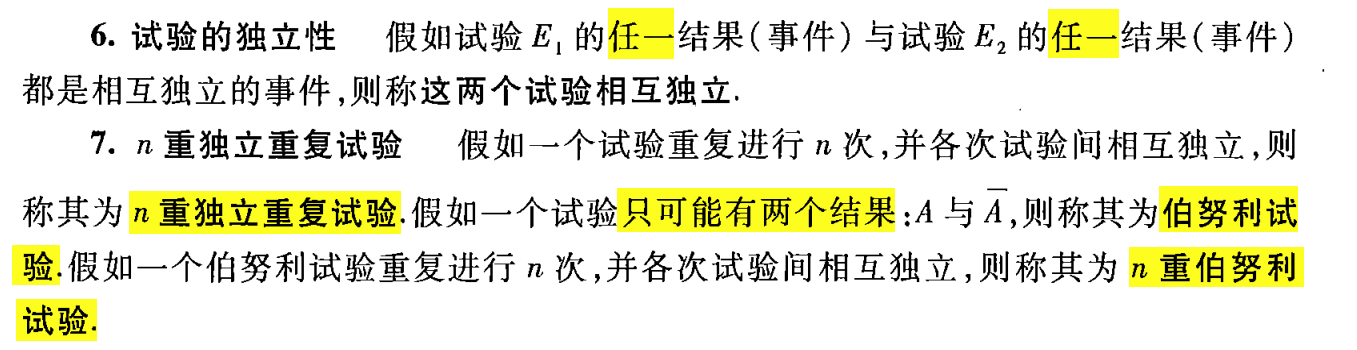 6. 试验的独立性 假如试验 E₁ 的任一结果(事件)与试验 E₂ 的任一结果(事件)
都是相互独立的事件,则称这两个试验相互独立.
7. n 重独立重复试验 假如一个试验重复进行 n 次,并各次试验间相互独立,则
称其为 n 重独立重复试验.假如一个试验只可能有两个结果:A 与 A̅,则称其为伯努利试
验.假如一个伯努利试验重复进行 n 次,并各次试验间相互独立,则称其为 n 重伯努利
试验.